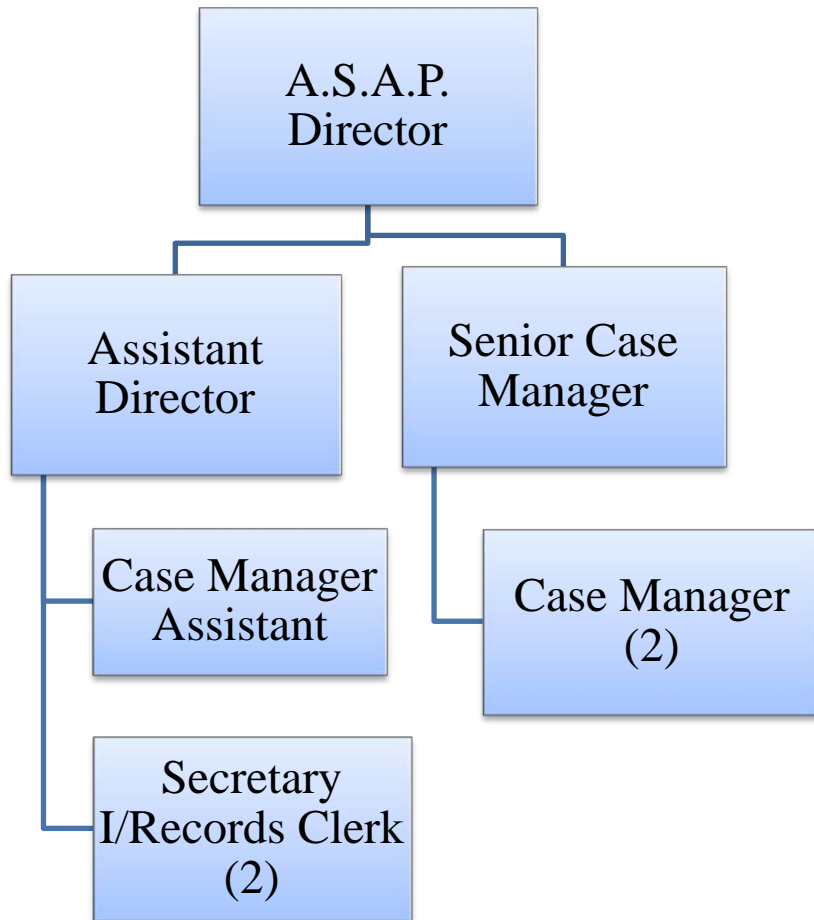 A.S.A.P.
Director
Assistant
Director
Senior Case
Manager
Case Manager
Assistant
Case Manager
(2)
Secretary
I/Records Clerk
(2)